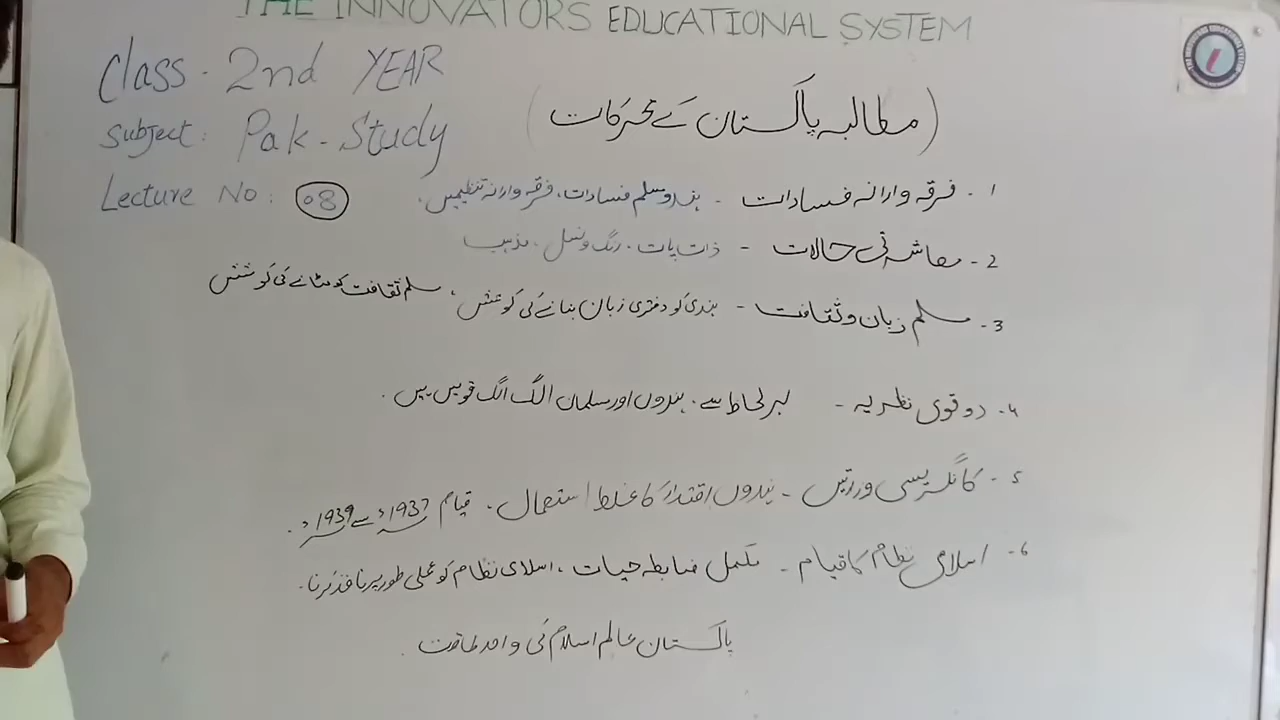 THE INNOVATORS EDUCATIONAL SYSTEM
Class - 2nd YEAR
Subject: Pak-Study
Lecture No: 08
(مطالبہ پاکستان کے محرکات)
1- فرقہ وارانہ فسادات - ہندو مسلم فسادات، فرقہ وارانہ تنظیمیں،
2- معاشرتی حالات - ذات پات، رنگ و نسل، مذہب
3- مسلم زبان و ثقافت - ہندی کو دفتری زبان بنانے کی کوشش، مسلم ثقافت کو مٹانے کی کوشش
۴- دو قومی نظریہ - ہر لحاظ سے، ہندوں اور مسلمان الگ الگ قومیں ہیں.
۵- کانگریسی وزارتیں - ہندوں اقتدار کا غلط استعمال، قیام 1937ء سے 1939ء.
۶- اسلامی نظام کا قیام - مکمل ضابطہ حیات، اسلامی نظام کو عملی طور پر نافذ کرنا.
پاکستان عالم اسلام کی واحد طاقت.